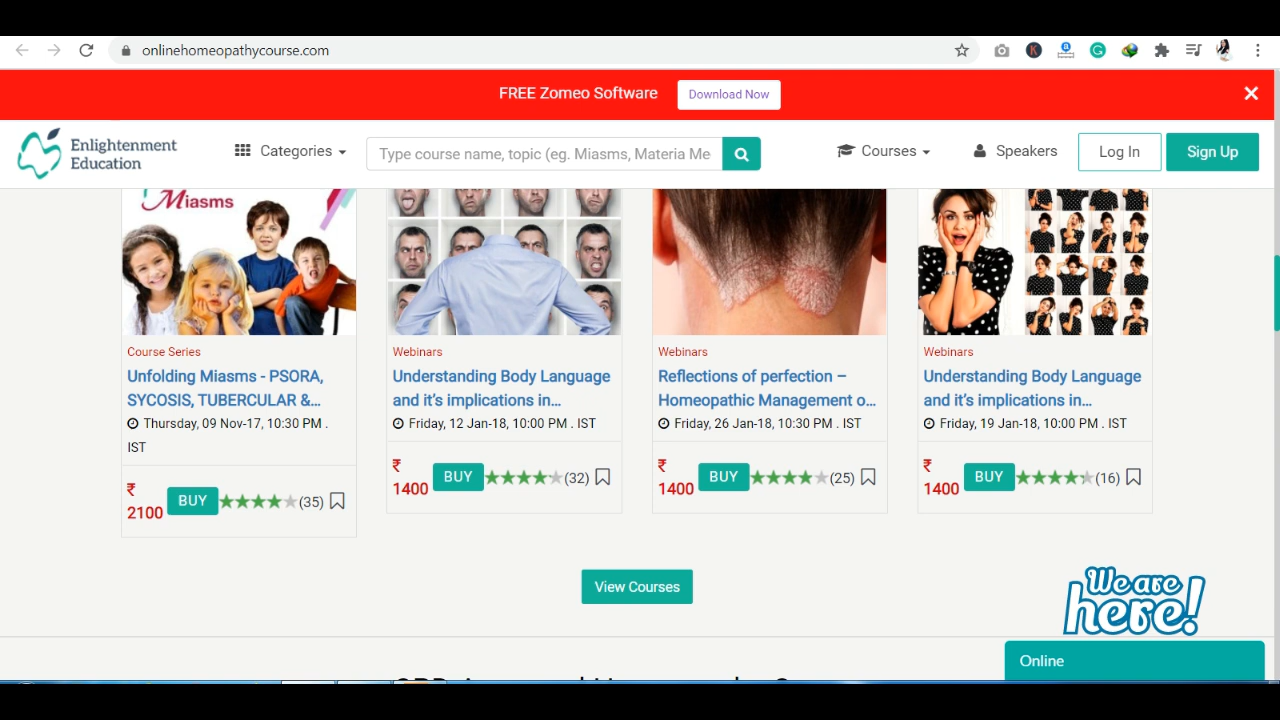 onlinehomeopathycourse.com
FREE Zomeo Software
Download Now
Enlightenment
Education
Categories
Type course name, topic (eg. Miasms, Materia Me
Courses
Speakers
Log In
Sign Up
Miasms
Course Series
Unfolding Miasms - PSORA,
SYCOSIS, TUBERCULAR &...
Thursday, 09 Nov-17, 10:30 PM .
IST
₹
2100
BUY
(35)
Webinars
Understanding Body Language
and it's implications in...
Friday, 12 Jan-18, 10:00 PM . IST
₹
1400
BUY
(32)
Webinars
Reflections of perfection –
Homeopathic Management o...
Friday, 26 Jan-18, 10:30 PM . IST
₹
1400
BUY
(25)
Webinars
Understanding Body Language
and it's implications in...
Friday, 19 Jan-18, 10:00 PM . IST
₹
1400
BUY
(16)
View Courses
We are
here!
Online